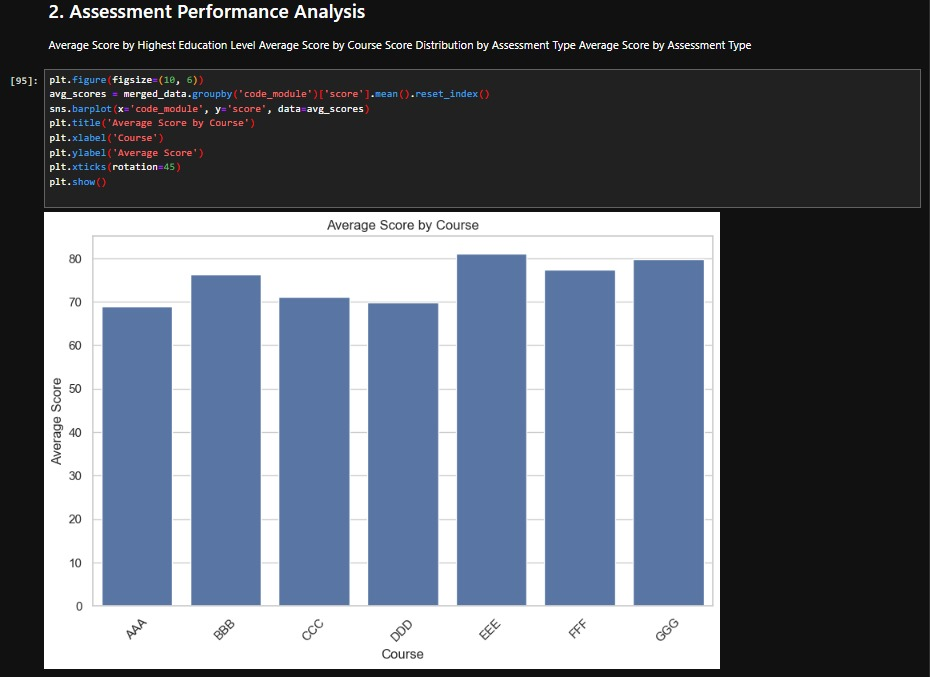 2. Assessment Performance Analysis
Average Score by Highest Education Level Average Score by Course Score Distribution by Assessment Type Average Score by Assessment Type
[95]:
plt.figure(figsize=(10, 6))
avg_scores = merged_data.groupby('code_module')['score'].mean().reset_index()
sns.barplot(x='code_module', y='score', data=avg_scores)
plt.title('Average Score by Course')
plt.xlabel('Course')
plt.ylabel('Average Score')
plt.xticks(rotation=45)
plt.show()
Average Score by Course
80
70
60
50
40
30
20
10
0
Average Score
AAA
BBB
CCC
DDD
EEE
FFF
GGG
Course